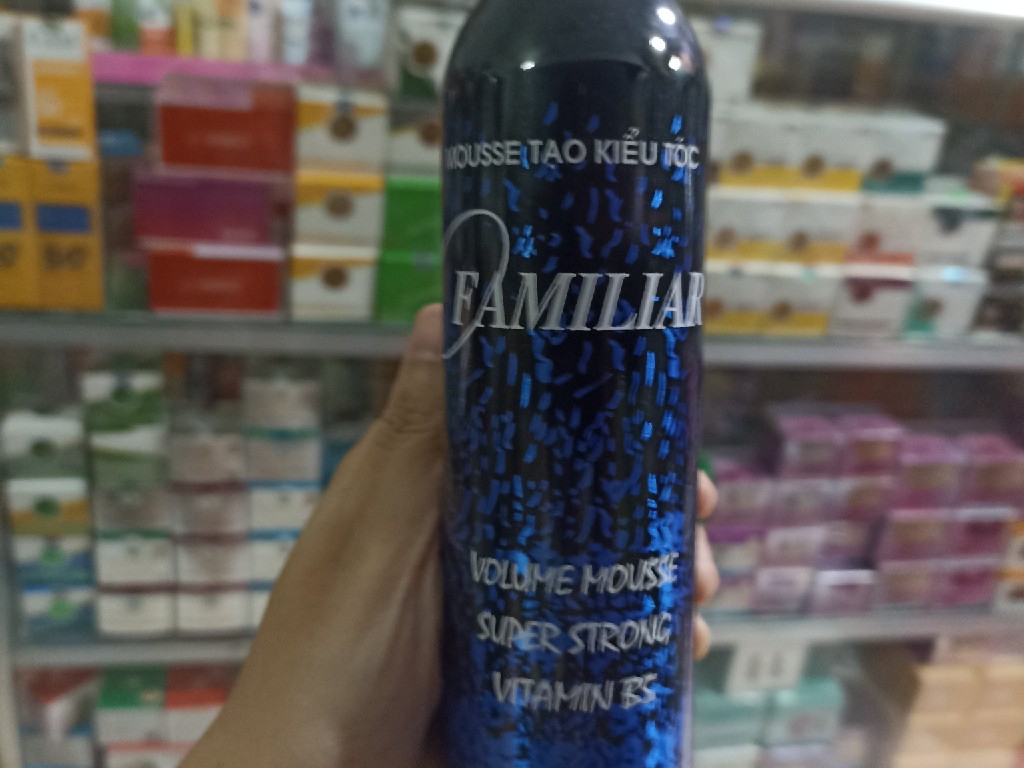 MOUSSE TẠO KIỂU TÓC
FAMILIAR
VOLUME MOUSSE
SUPER STRONG
VITAMIN B5